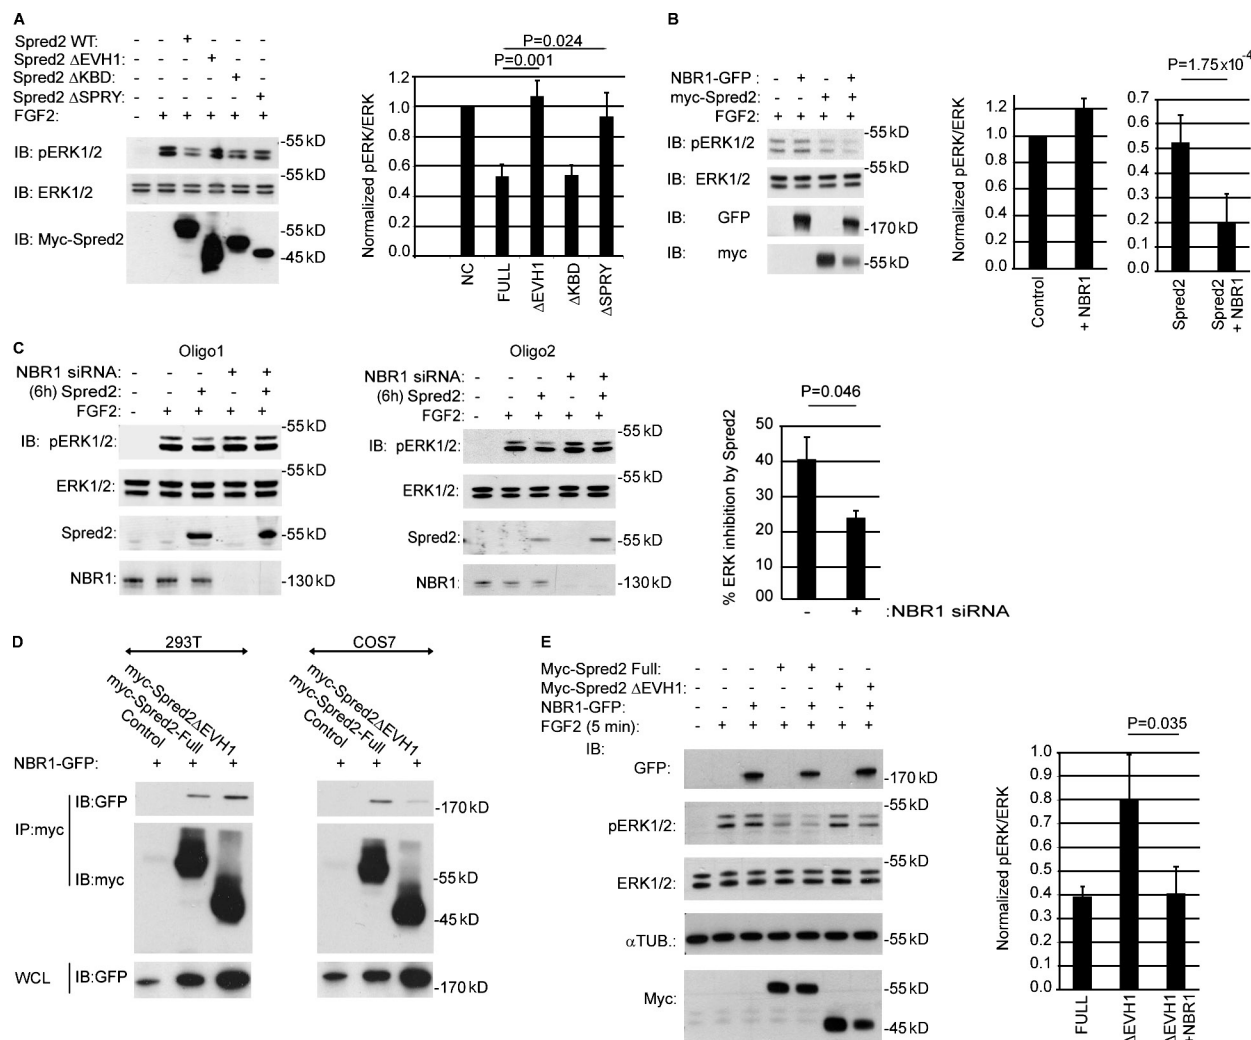 A
Spred2 WT: - - + - - -
Spred2 ΔEVH1: - - - + - -
Spred2 ΔKBD: - - - - + -
Spred2 ΔSPRY: - - - - - +
FGF2: - + + + + +
IB: pERK1/2
-55 kD
IB: ERK1/2
-55 kD
IB: Myc-Spred2
-55 kD
-45 kD
P=0.024
P=0.001
Normalized pERK/ERK
1.2
1.0
0.8
0.6
0.4
0.2
0.0
NC
FULL
ΔEVH1
ΔKBD
ΔSPRY
B
NBR1-GFP : - + - +
myc-Spred2: - - + +
FGF2: + + + +
IB: pERK1/2
-55 kD
IB: ERK1/2
-55 kD
IB: GFP
-170 kD
IB: myc
-55 kD
Normalized pERK/ERK
1.2
1.0
0.8
0.6
0.4
0.2
0.0
Control
+ NBR1
P=1.75x10-4
0.7
0.6
0.5
0.4
0.3
0.2
0.1
0.0
Spred2
Spred2
+ NBR1
C
Oligo1
NBR1 siRNA: - - - + +
(6h) Spred2: - - + - +
FGF2: - + + + +
IB: pERK1/2:
-55 kD
ERK1/2:
-55 kD
Spred2:
-55 kD
NBR1:
-130 kD
Oligo2
NBR1 siRNA: - - - + +
(6h) Spred2: - - + - +
FGF2: - + + + +
IB: pERK1/2:
-55 kD
ERK1/2:
-55 kD
Spred2:
-55 kD
NBR1:
-130 kD
P=0.046
% ERK inhibition by Spred2
50
40
30
20
10
00
- + :NBR1 siRNA
D
293T
myc-Spred2ΔEVH1
myc-Spred2-Full
Control
NBR1-GFP: + + +
COS7
myc-Spred2ΔEVH1
myc-Spred2-Full
Control
+ + +
IP:myc
IB:GFP
-170 kD
IB:myc
-55 kD
-45 kD
WCL
IB:GFP
-170 kD
E
Myc-Spred2 Full: - - - + + - -
Myc-Spred2 ΔEVH1: - - - - - + +
NBR1-GFP: - - + - + - +
FGF2 (5 min): - + + + + + +
IB:
GFP:
-170 kD
pERK1/2:
-55 kD
ERK1/2:
-55 kD
αTUB.:
-55 kD
Myc:
-55 kD
-45 kD
P=0.035
Normalized pERK/ERK
1.0
0.9
0.8
0.7
0.6
0.5
0.4
0.3
0.2
0.1
0.0
FULL
ΔEVH1
ΔEVH1
+NBR1